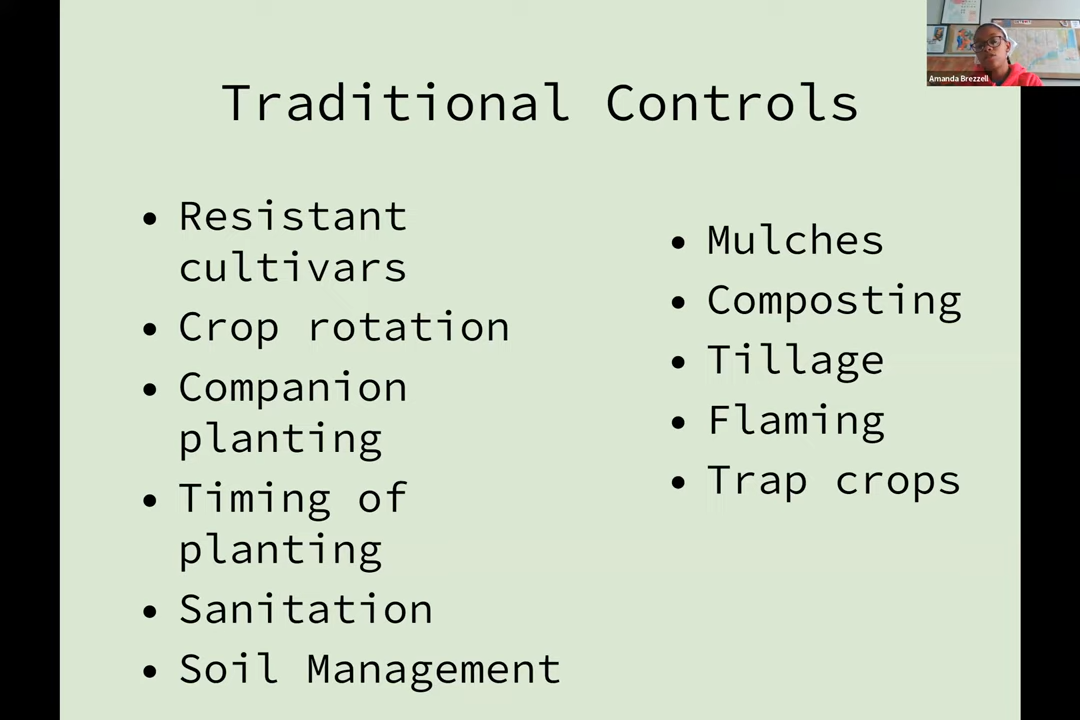 Traditional Controls
• Resistant
cultivars
• Crop rotation
• Companion
planting
• Timing of
planting
• Sanitation
• Soil Management
• Mulches
• Composting
• Tillage
• Flaming
• Trap crops
Amanda Brezzell